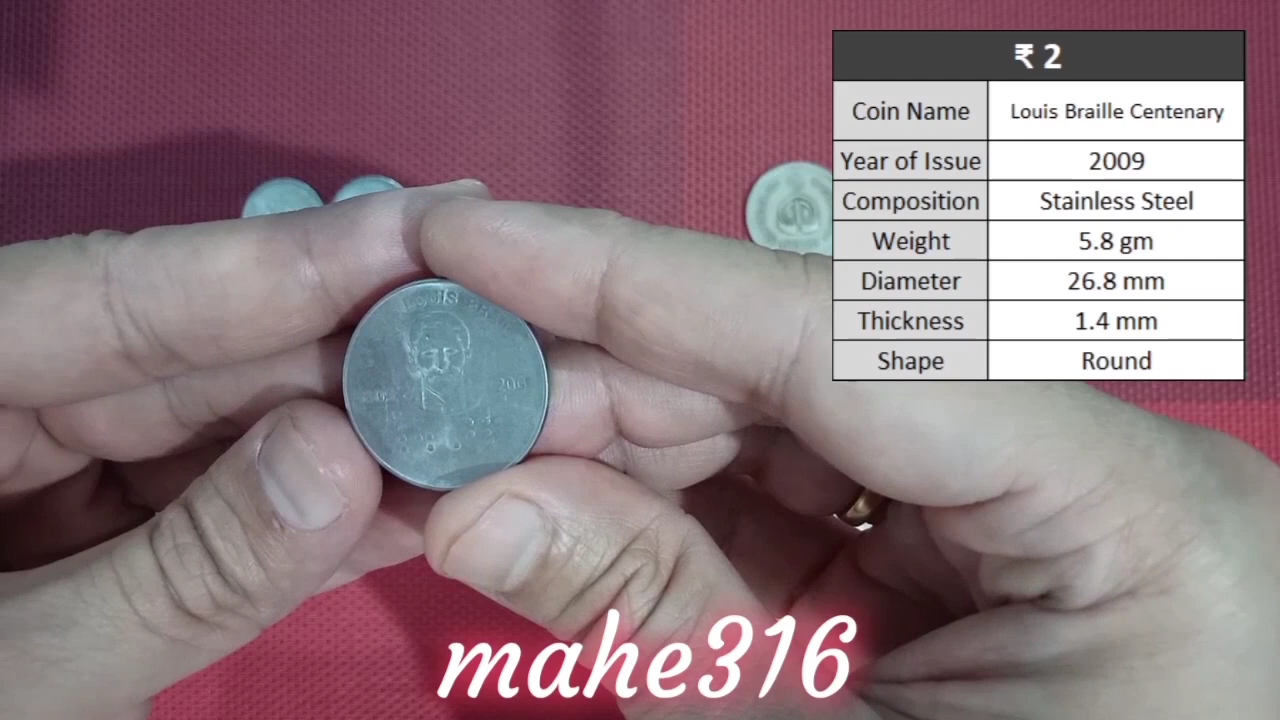 ₹ 2
Coin Name Louis Braille Centenary
Year of Issue 2009
Composition Stainless Steel
Weight 5.8 gm
Diameter 26.8 mm
Thickness 1.4 mm
Shape Round
LOUIS
mahe316